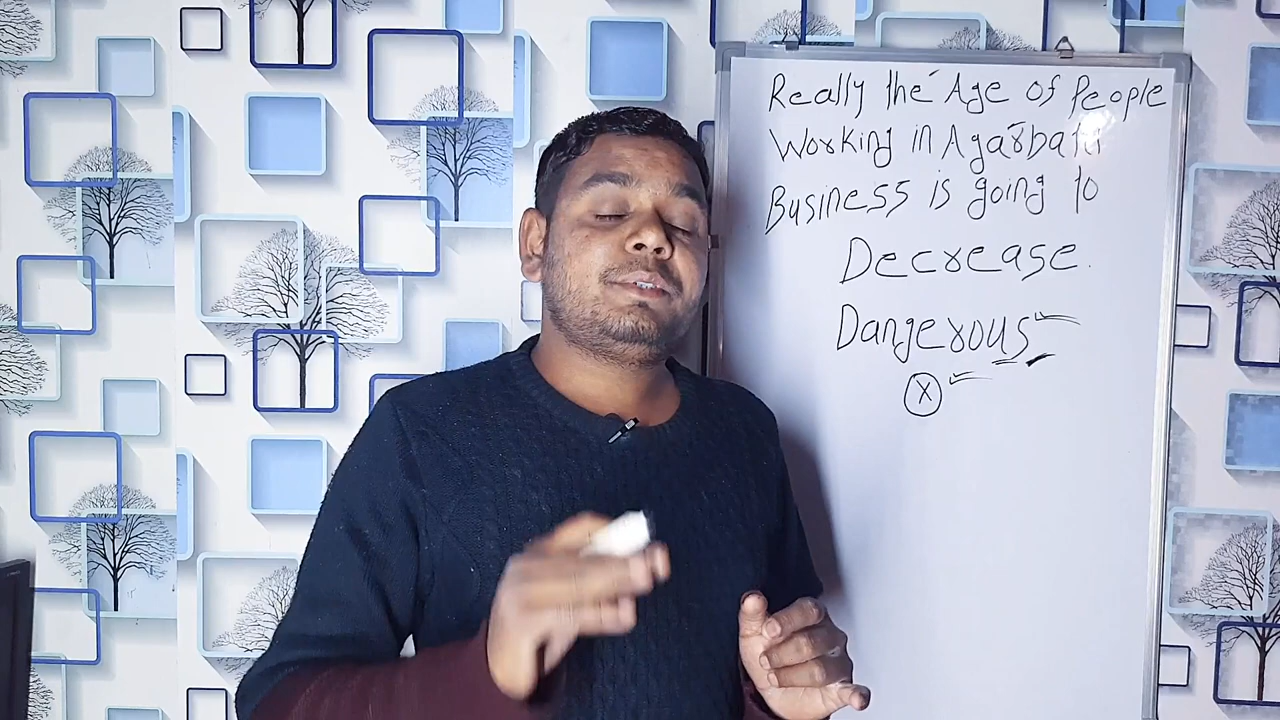 Really the Age of People
Working in Agarbatti
Business is going to
Decrease.
Dangerous
X